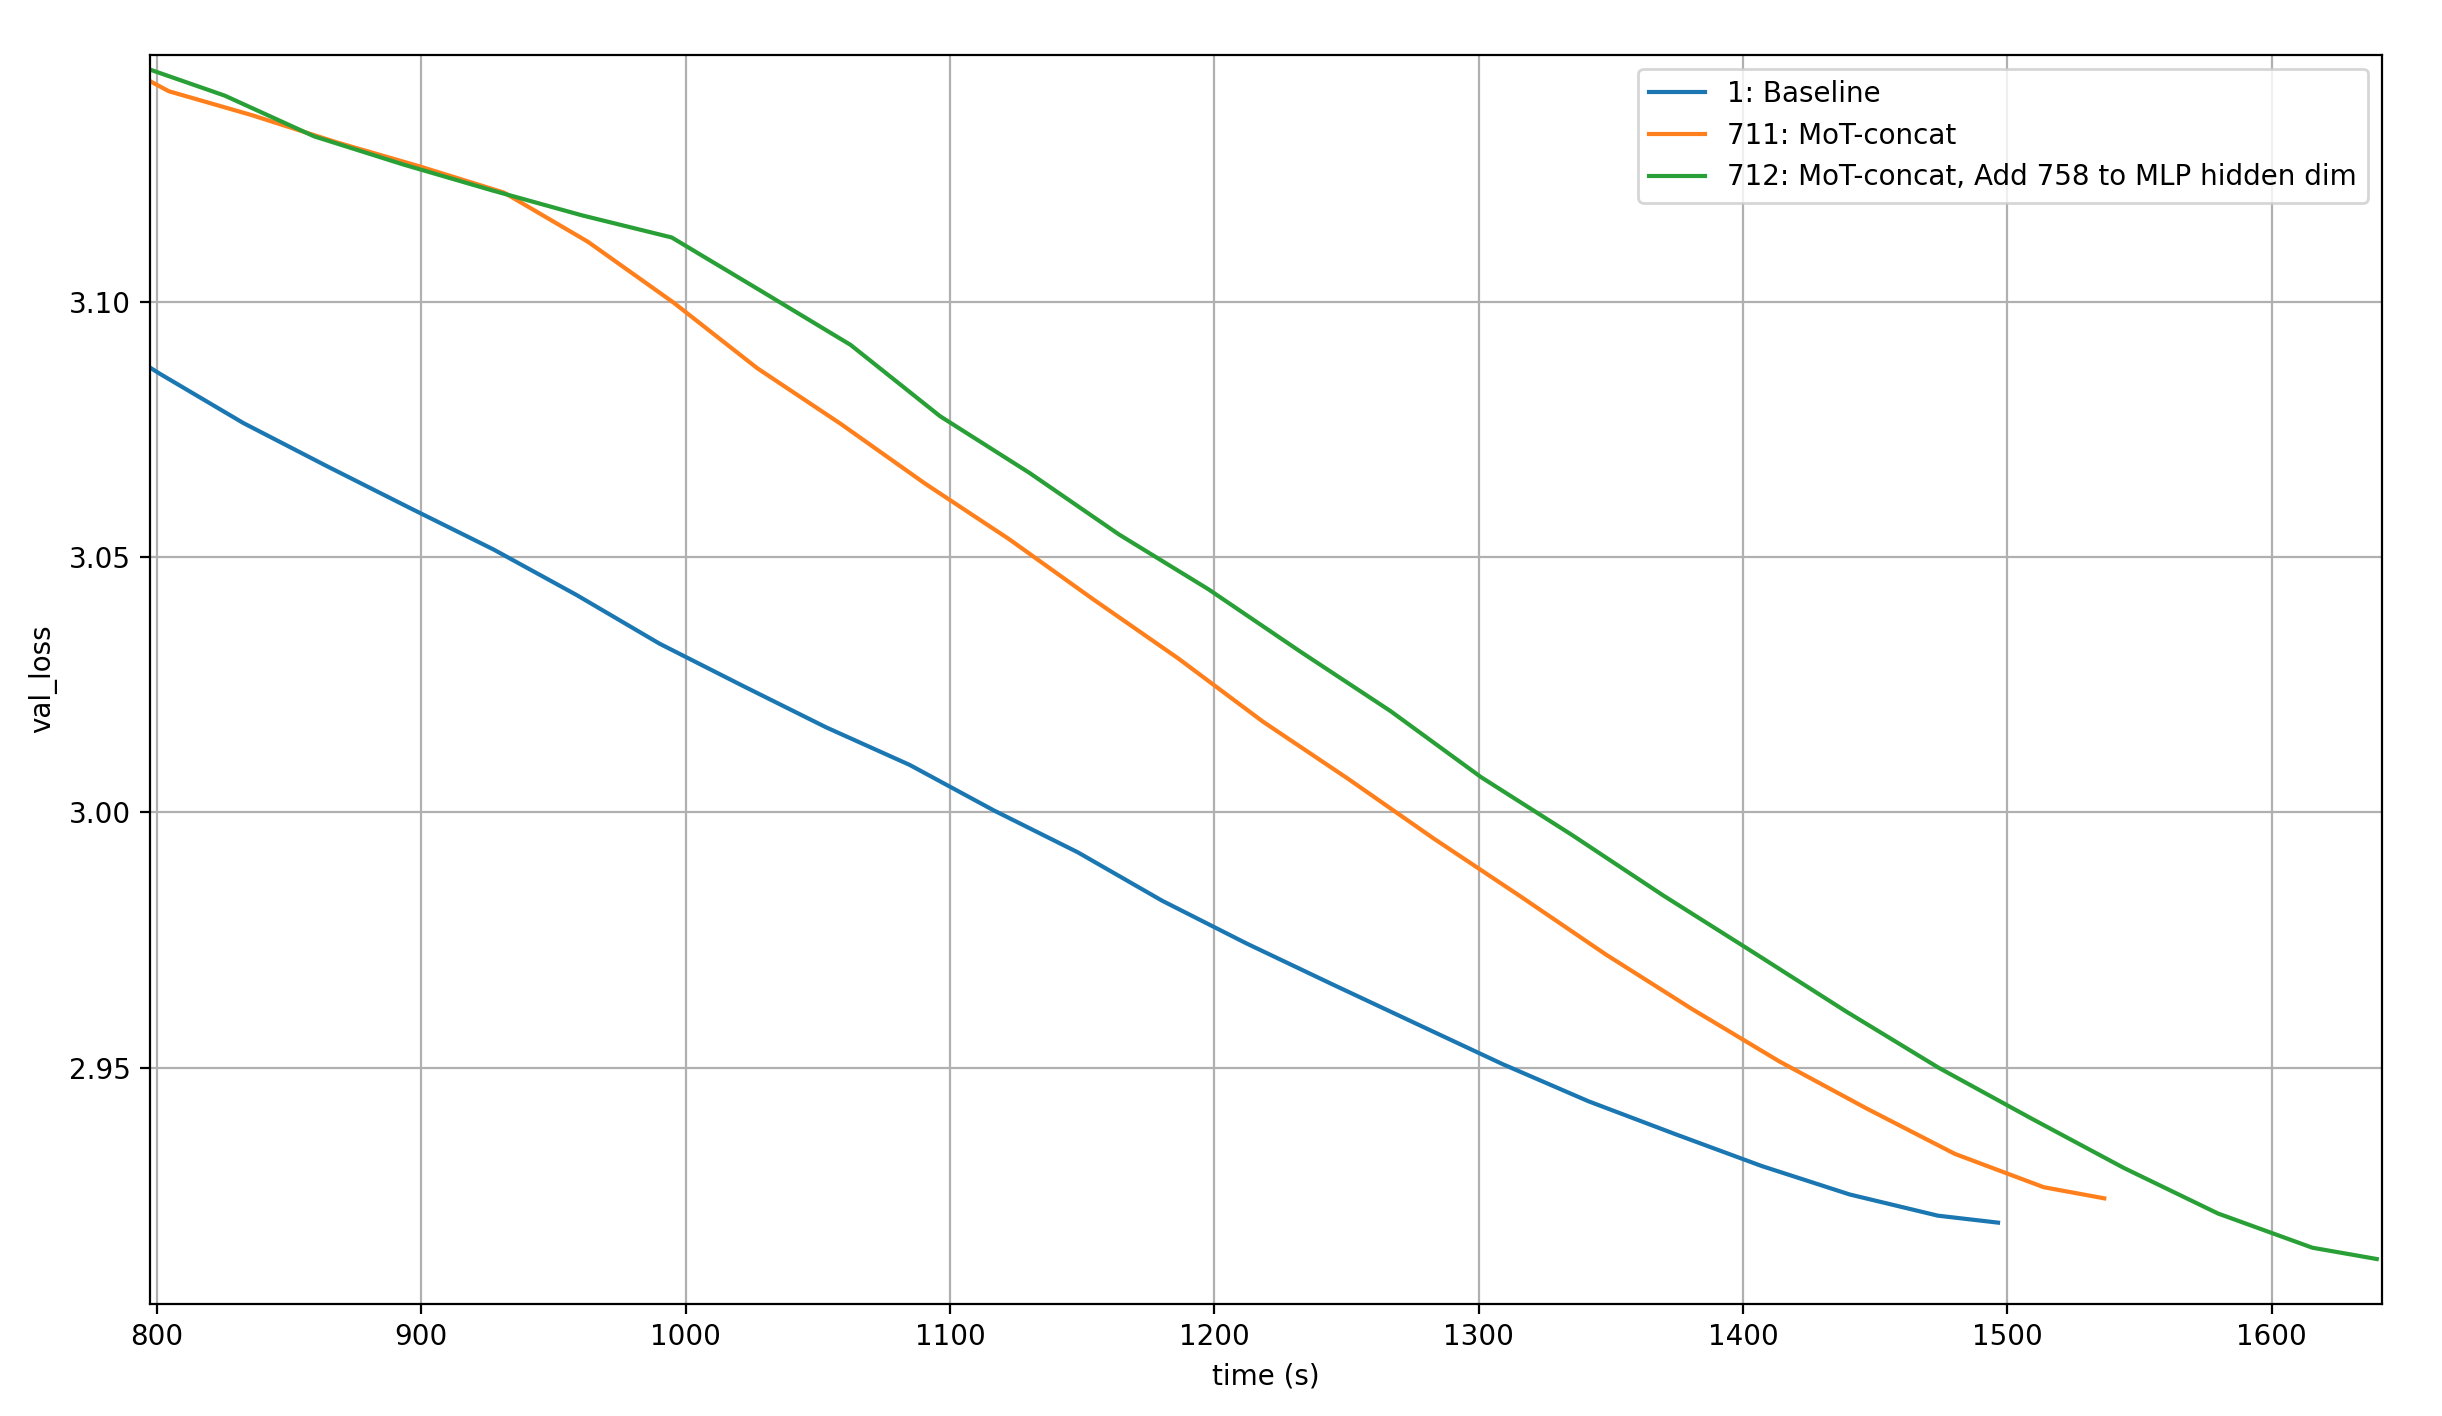 1: Baseline
711: MoT-concat
712: MoT-concat, Add 758 to MLP hidden dim
3.10
3.05
3.00
2.95
val_loss
800 900 1000 1100 1200 1300 1400 1500 1600
time (s)